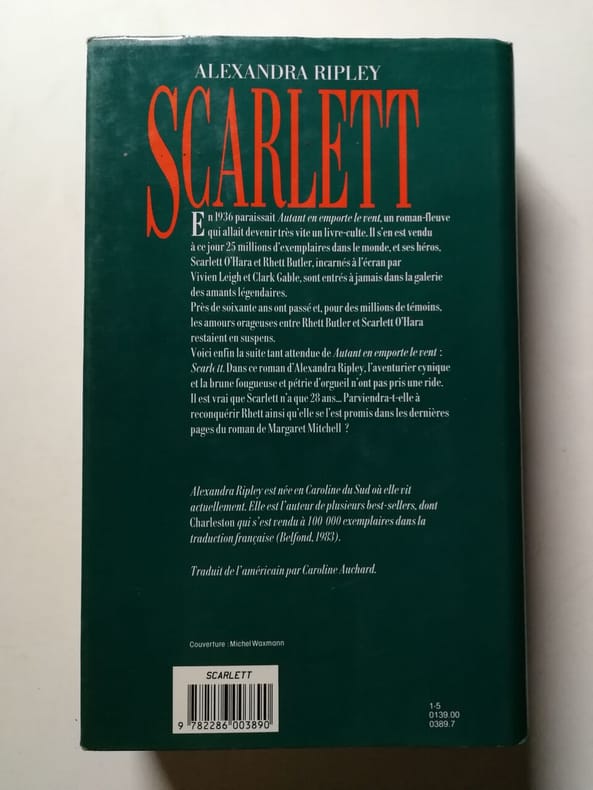 ALEXANDRA RIPLEY
SCARLETT
En 1936 paraissait Autant en emporte le vent, un roman-fleuve
qui allait devenir très vite un livre-culte. Il s'en est vendu
à ce jour 25 millions d'exemplaires dans le monde, et ses héros,
Scarlett O'Hara et Rhett Butler, incarnés à l'écran par
Vivien Leigh et Clark Gable, sont entrés à jamais dans la galerie
des amants légendaires.
Près de soixante ans ont passé et, pour des millions de témoins,
les amours orageuses entre Rhett Butler et Scarlett O'Hara
restaient en suspens.
Voici enfin la suite tant attendue de Autant en emporte le vent :
Scarlett. Dans ce roman d'Alexandra Ripley, l'aventurier cynique
et la brune fougueuse et pétrie d'orgueil n'ont pas pris une ride.
Il est vrai que Scarlett n'a que 28 ans... Parviendra-t-elle à
reconquérir Rhett ainsi qu'elle se l'est promis dans les dernières
pages du roman de Margaret Mitchell ?
Alexandra Ripley est née en Caroline du Sud où elle vit
actuellement. Elle est l'auteur de plusieurs best-sellers, dont
Charleston qui s'est vendu à 100 000 exemplaires dans la
traduction française (Belfond, 1983).
Traduit de l'américain par Caroline Auchard.
Couverture : Michel Waxmann
SCARLETT
9 782286 003890
1-5
0139.00
0389.7